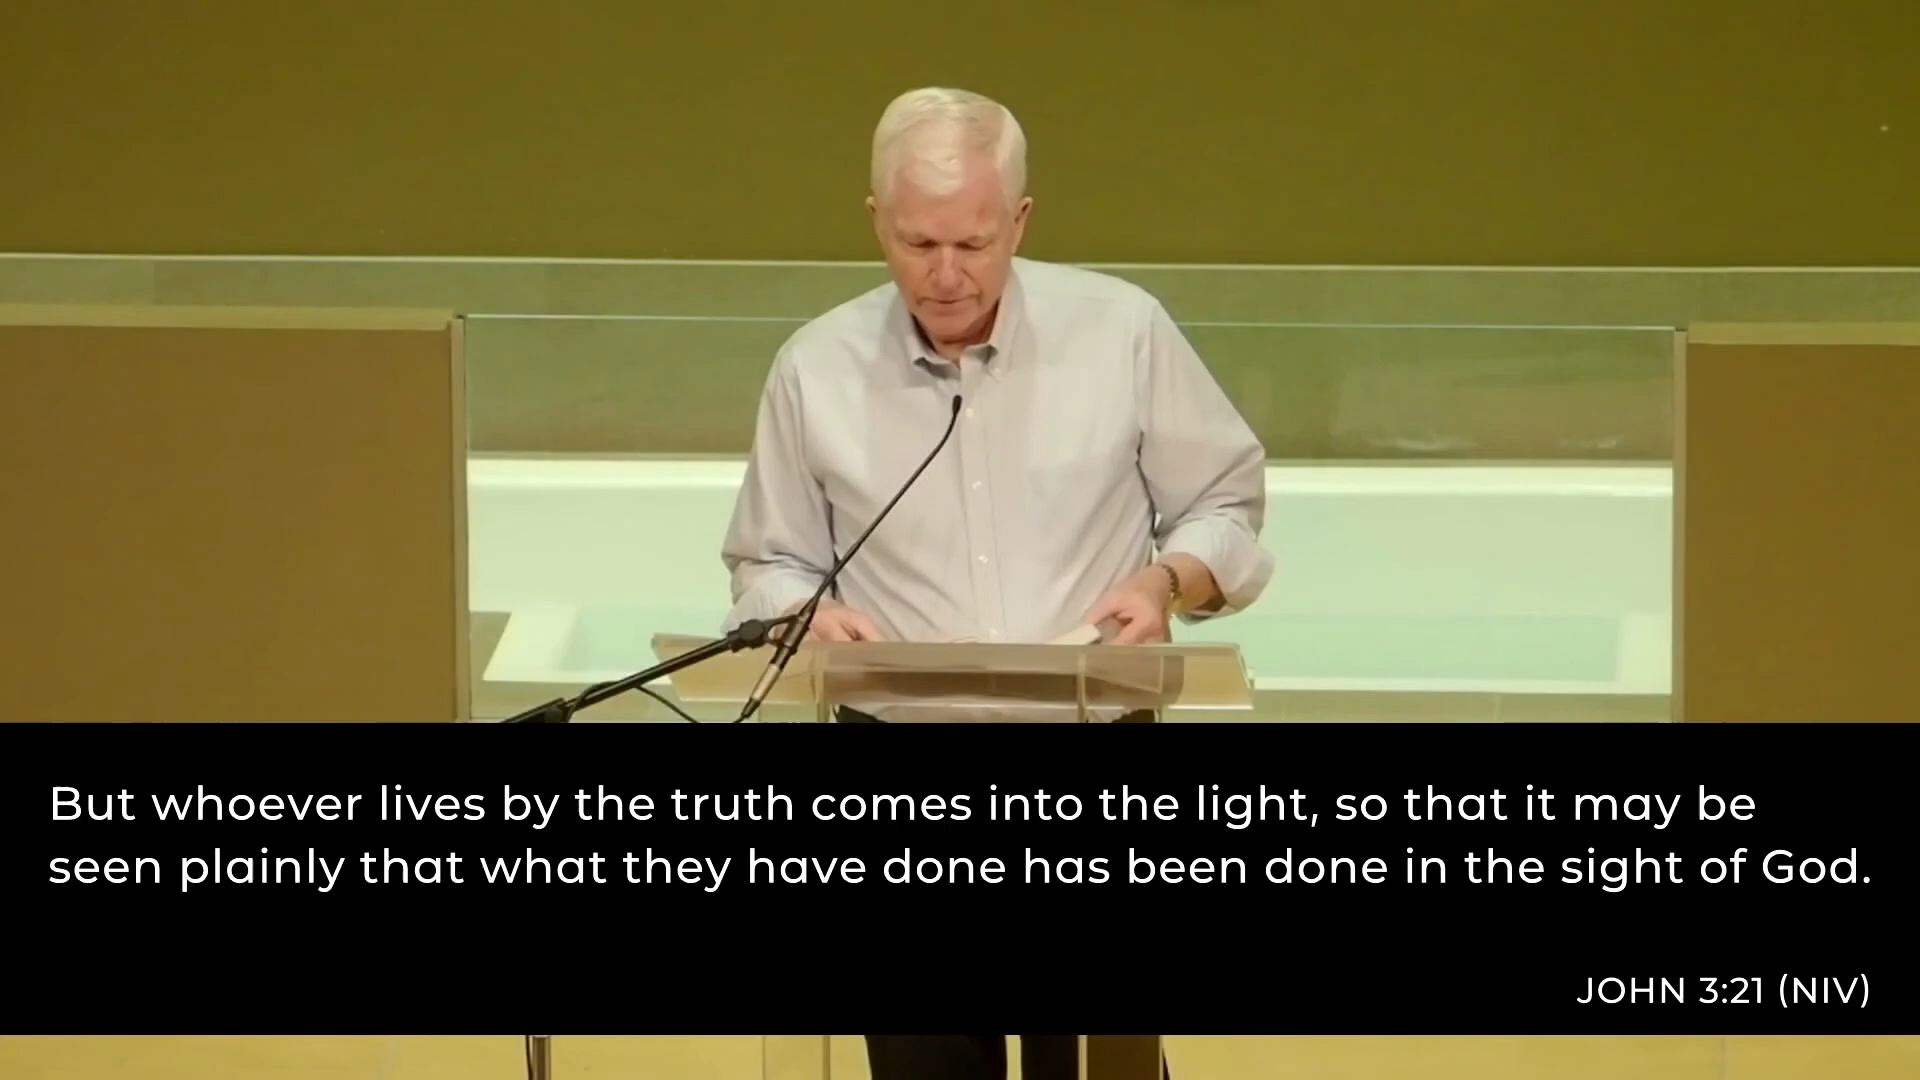 But whoever lives by the truth comes into the light, so that it may be
seen plainly that what they have done has been done in the sight of God.
JOHN 3:21 (NIV)